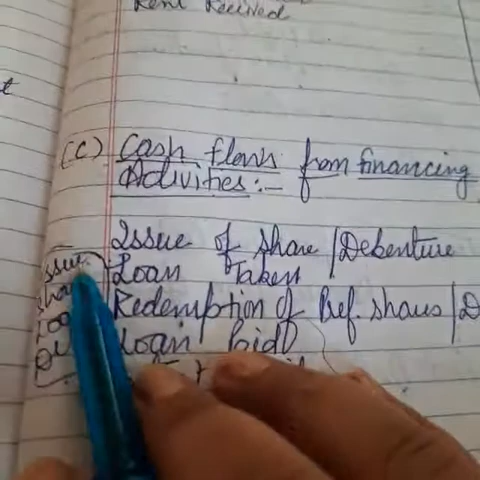 Rent Received
(C) Cash flows from financing
Activities:-
Issue of share / Debenture
Loan Taken
Redemption of Pref. shares / D
Loan Paid
Issue